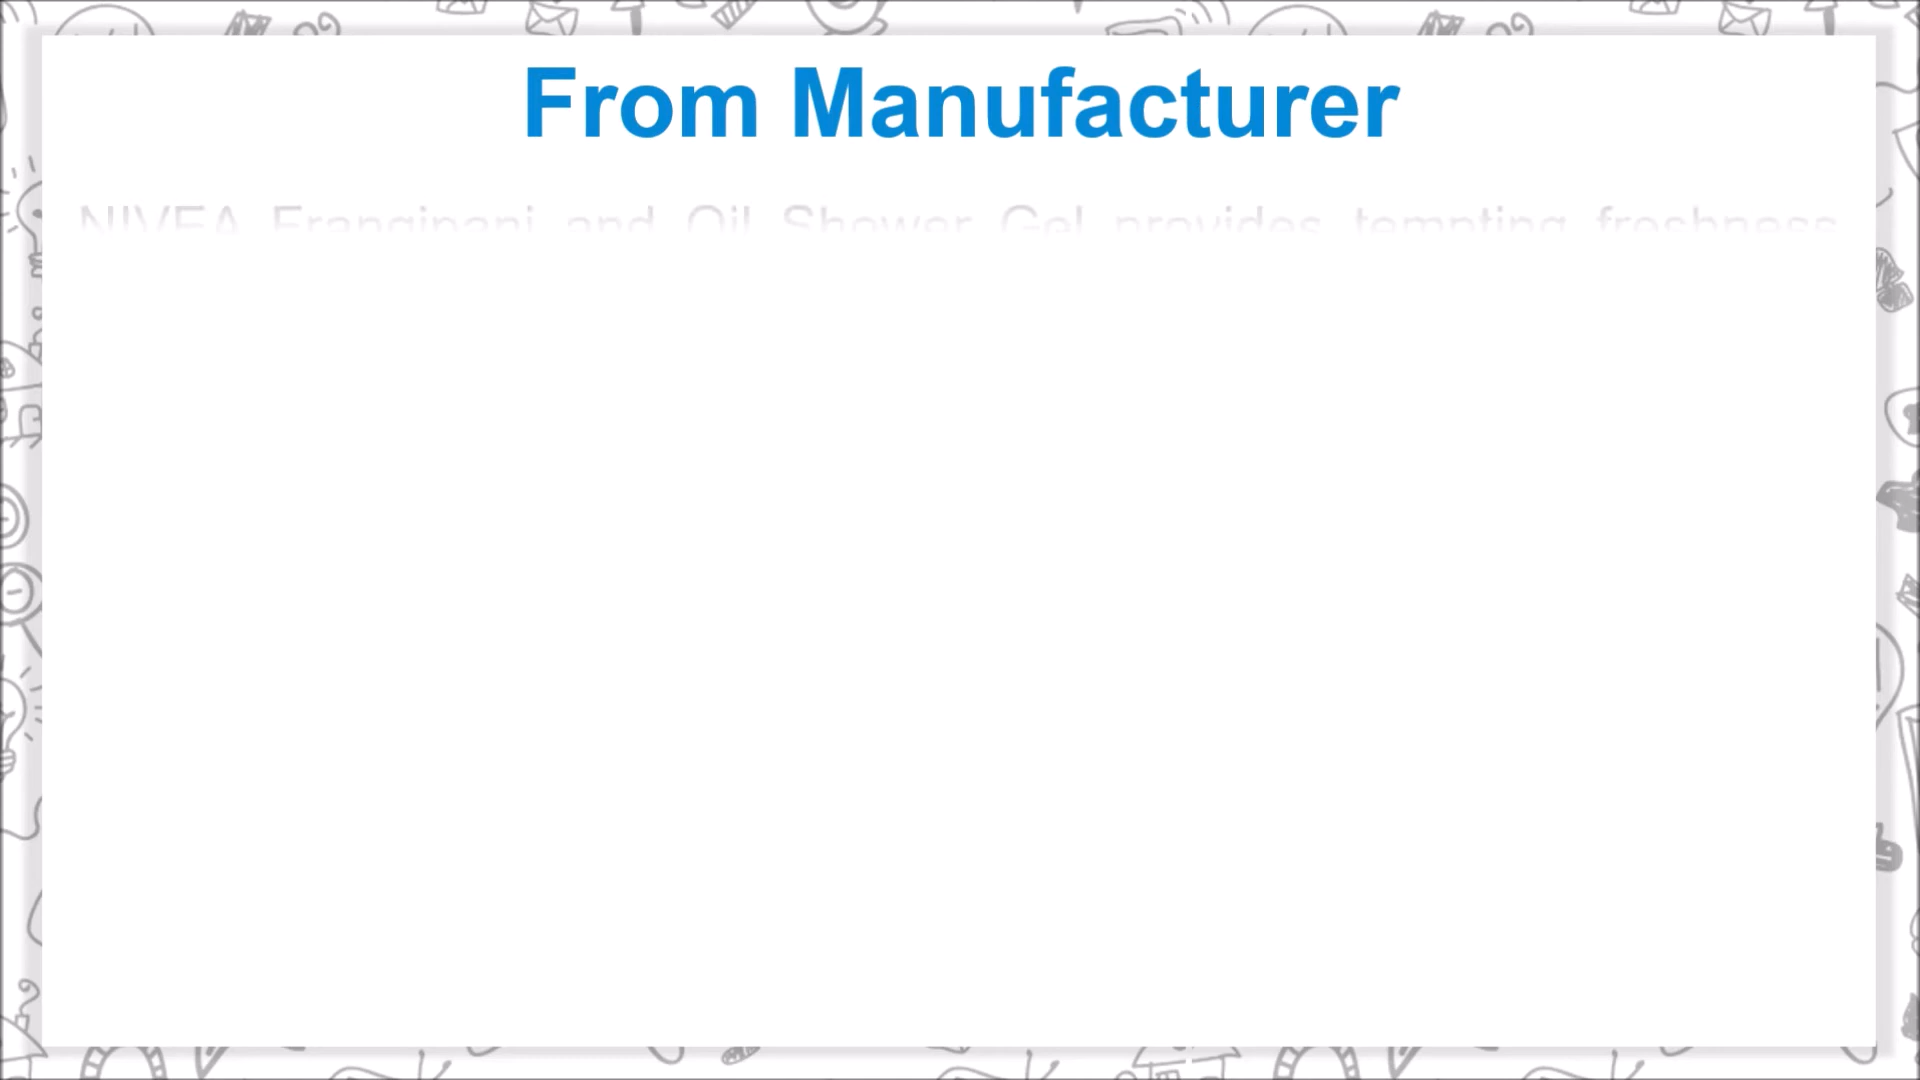 From Manufacturer
NIVEA Frangipani and Oil Shower Gel provides tempting freshness